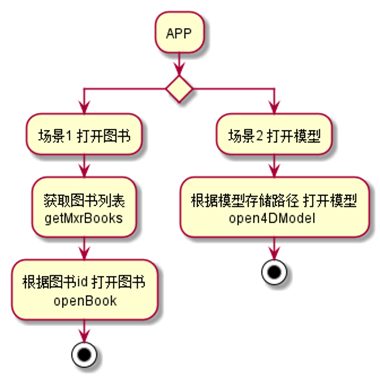 APP
场景1 打开图书
获取图书列表
getMxrBooks
根据图书id 打开图书
openBook
场景2 打开模型
根据模型存储路径 打开模型
open4DModel